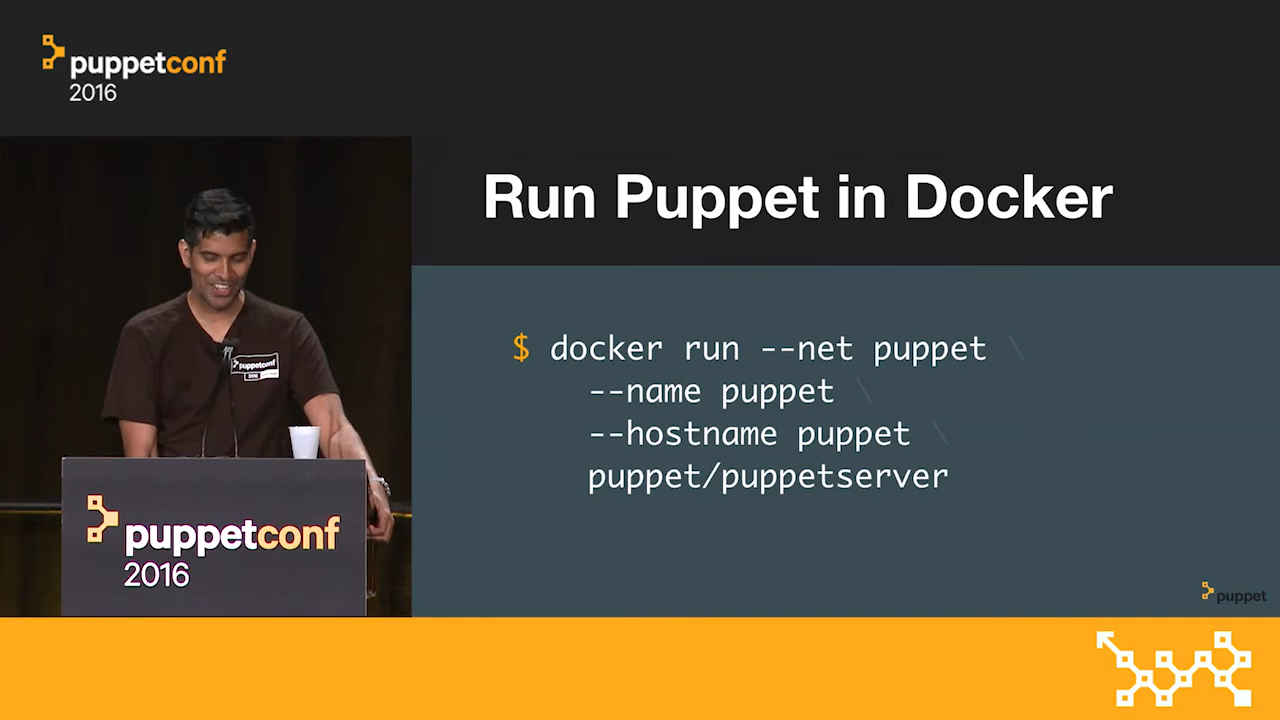 puppetconf
2016
Run Puppet in Docker
$ docker run --net puppet \
--name puppet \
--hostname puppet \
puppet/puppetserver
puppetconf
puppetconf
2016
puppet